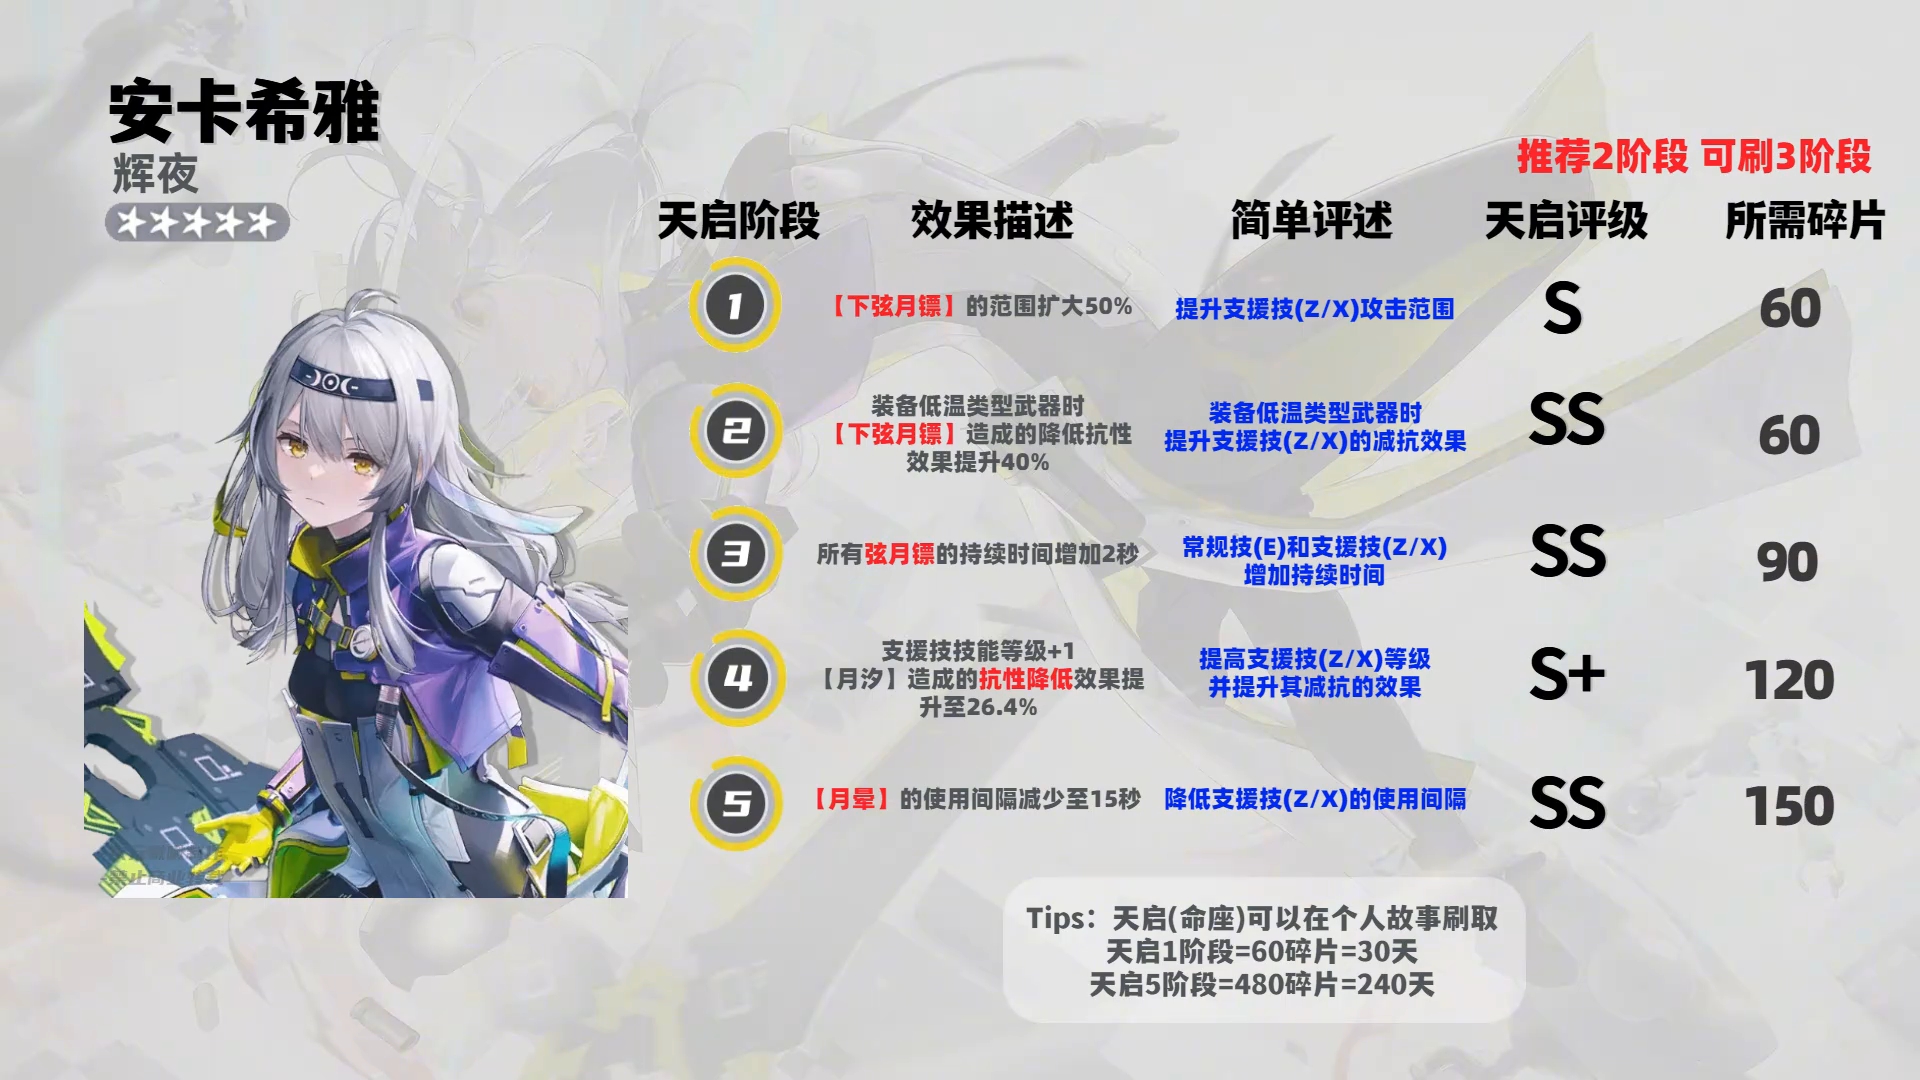 安卡希雅
辉夜
推荐2阶段 可刷3阶段
天启阶段 效果描述 简单评述 天启评级 所需碎片
1 【下弦月镖】的范围扩大50% 提升支援技(Z/X)攻击范围 S 60
2 装备低温类型武器时
【下弦月镖】造成的降低抗性
效果提升40%
装备低温类型武器时
提升支援技(Z/X)的减抗效果
SS 60
3 所有弦月镖的持续时间增加2秒 常规技(E)和支援技(Z/X)
增加持续时间
SS 90
4 支援技技能等级+1
【月汐】造成的抗性降低效果提
升至26.4%
提高支援技(Z/X)等级
并提升其减抗的效果
S+ 120
5 【月晕】的使用间隔减少至15秒 降低支援技(Z/X)的使用间隔 SS 150
禁止商业
Tips：天启(命座)可以在个人故事刷取
天启1阶段=60碎片=30天
天启5阶段=480碎片=240天